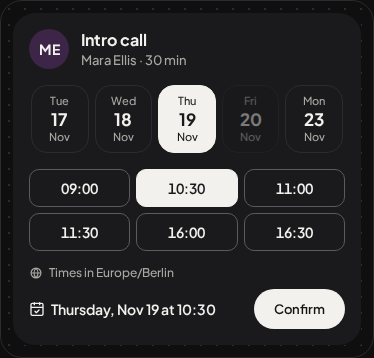 ME
Intro call
Mara Ellis · 30 min
Tue Wed Thu Fri Mon
17 18 19 20 23
Nov Nov Nov Nov Nov
09:00 10:30 11:00
11:30 16:00 16:30
Times in Europe/Berlin
Thursday, Nov 19 at 10:30 Confirm